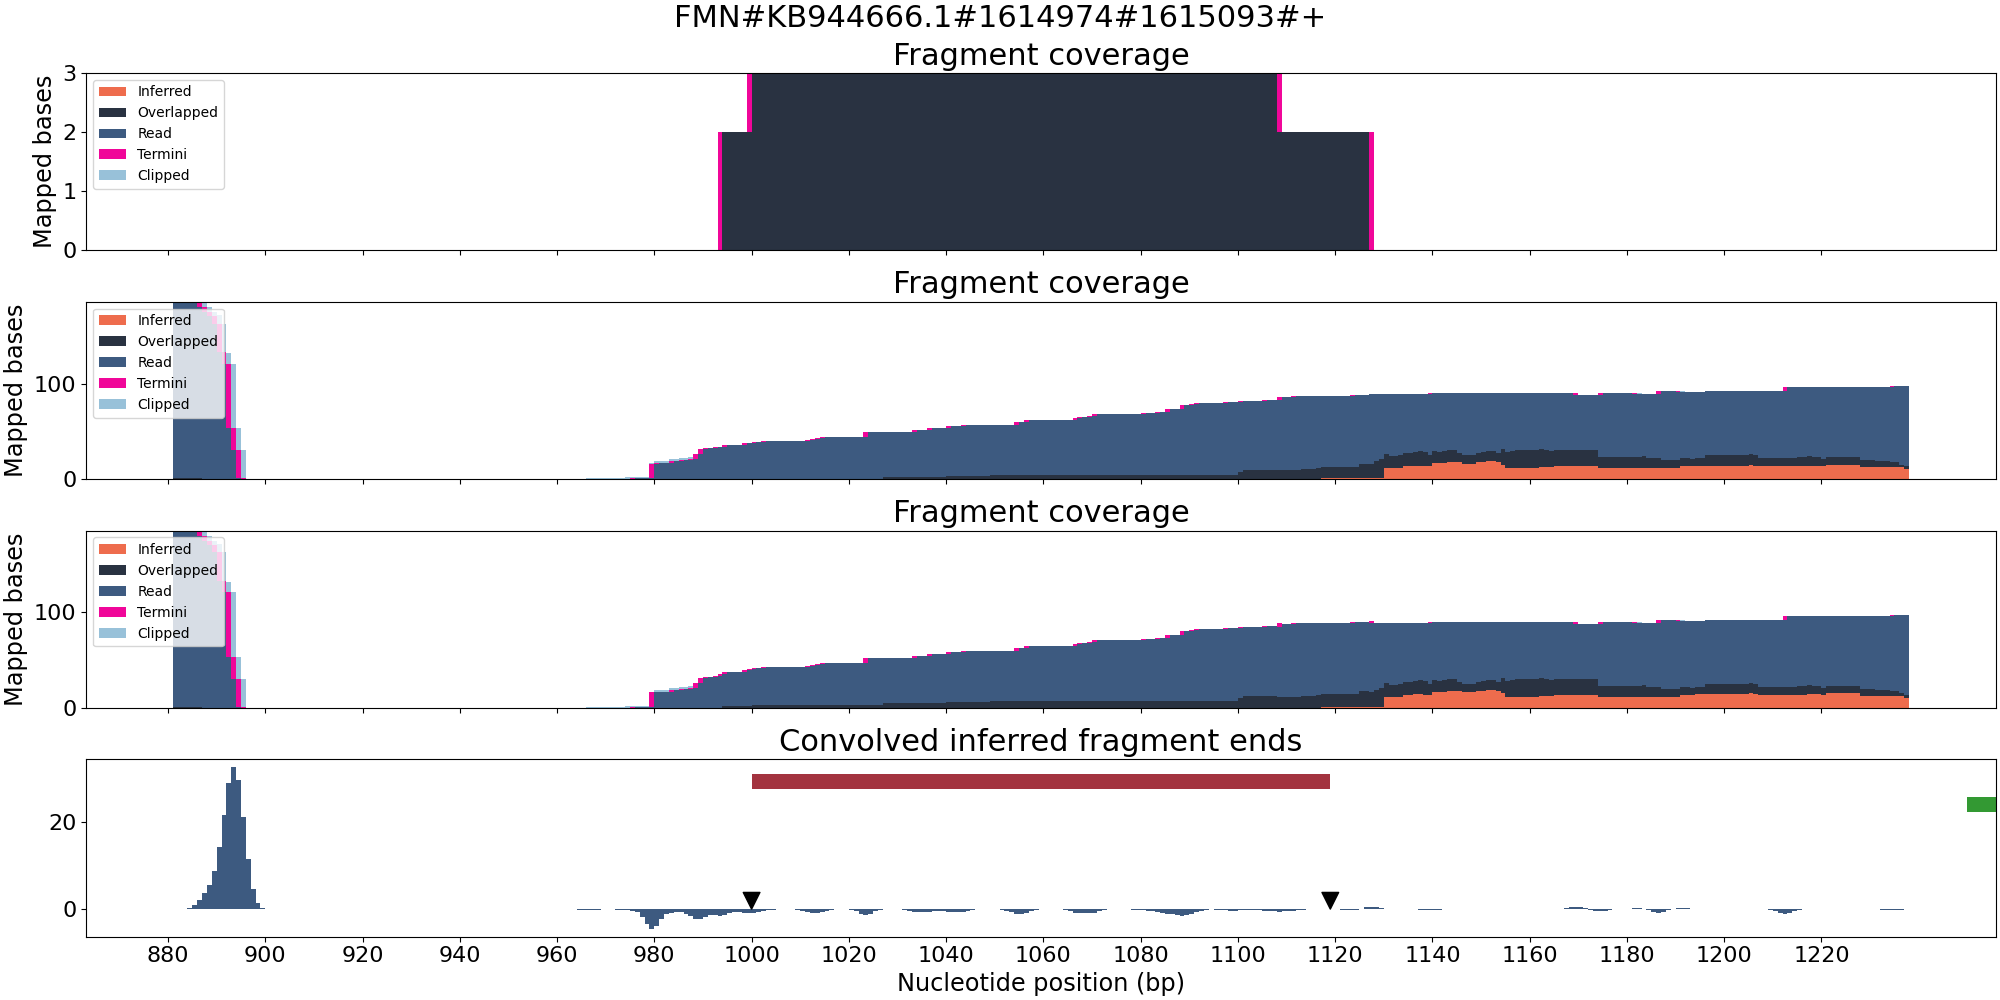 FMN#KB944666.1#1614974#1615093#+
Fragment coverage
Mapped bases
3
2
1
0
Inferred
Overlapped
Read
Termini
Clipped
Fragment coverage
Mapped bases
100
0
Inferred
Overlapped
Read
Termini
Clipped
Fragment coverage
Mapped bases
100
0
Inferred
Overlapped
Read
Termini
Clipped
Convolved inferred fragment ends
20
0
880 900 920 940 960 980 1000 1020 1040 1060 1080 1100 1120 1140 1160 1180 1200 1220
Nucleotide position (bp)